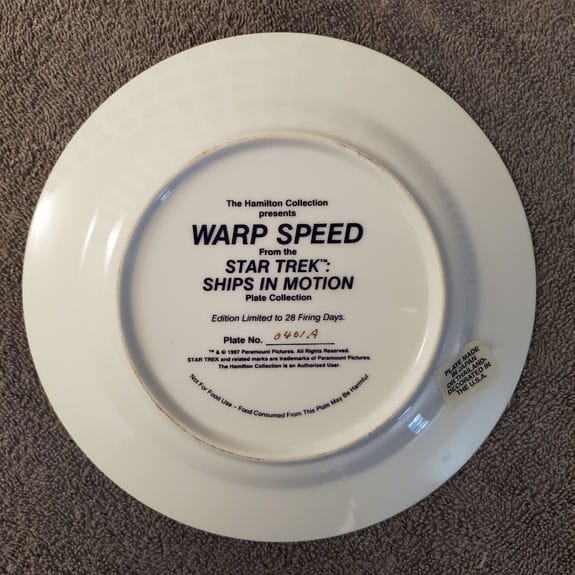 The Hamilton Collection
presents
WARP SPEED
From the
STAR TREK™:
SHIPS IN MOTION
Plate Collection
Edition Limited to 28 Firing Days.
Plate No. 0401A
™ & © 1997 Paramount Pictures. All Rights Reserved.
STAR TREK and related marks are trademarks of Paramount Pictures.
The Hamilton Collection is an Authorized User.
Not For Food Use – Food Consumed From This Plate May Be Harmful.
PLATE MADE
IN JAPAN
OR THAILAND.
DECORATED IN
THE U.S.A.